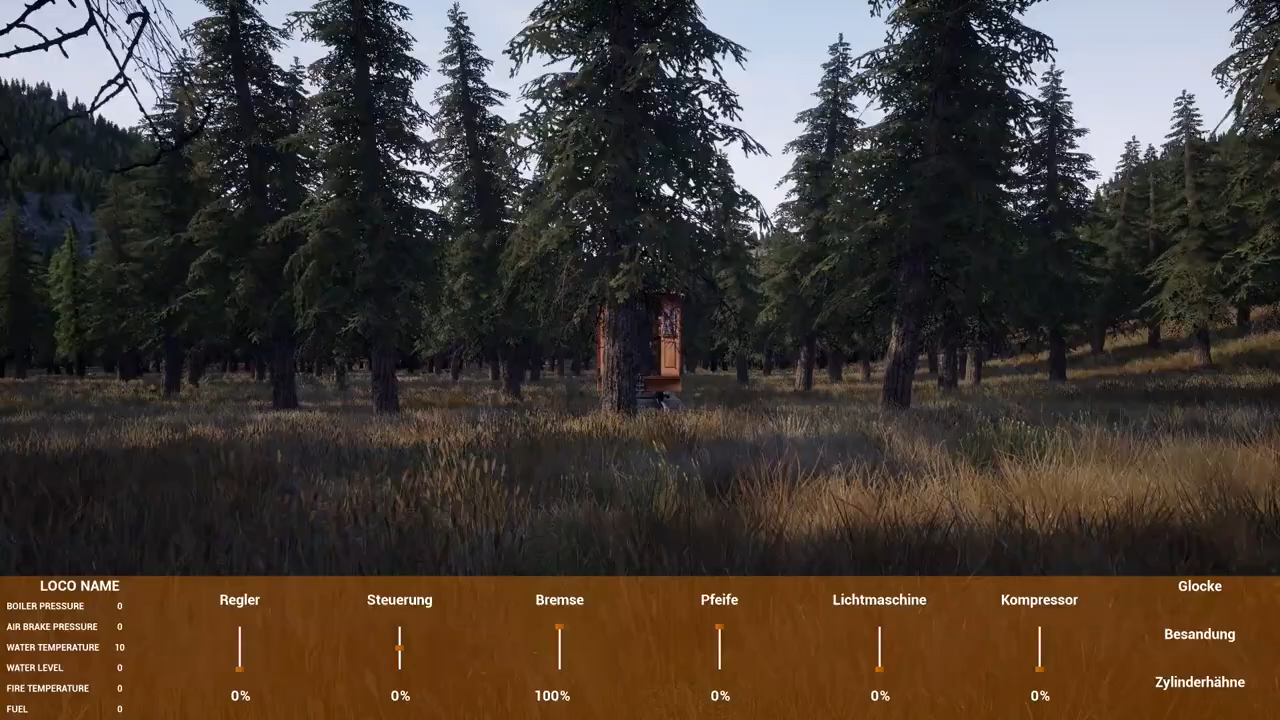 LOCO NAME
BOILER PRESSURE 0
AIR BRAKE PRESSURE 0
WATER TEMPERATURE 10
WATER LEVEL 0
FIRE TEMPERATURE 0
FUEL 0
Regler
0%
Steuerung
0%
Bremse
100%
Pfeife
0%
Lichtmaschine
0%
Kompressor
0%
Glocke
Besandung
Zylinderhähne